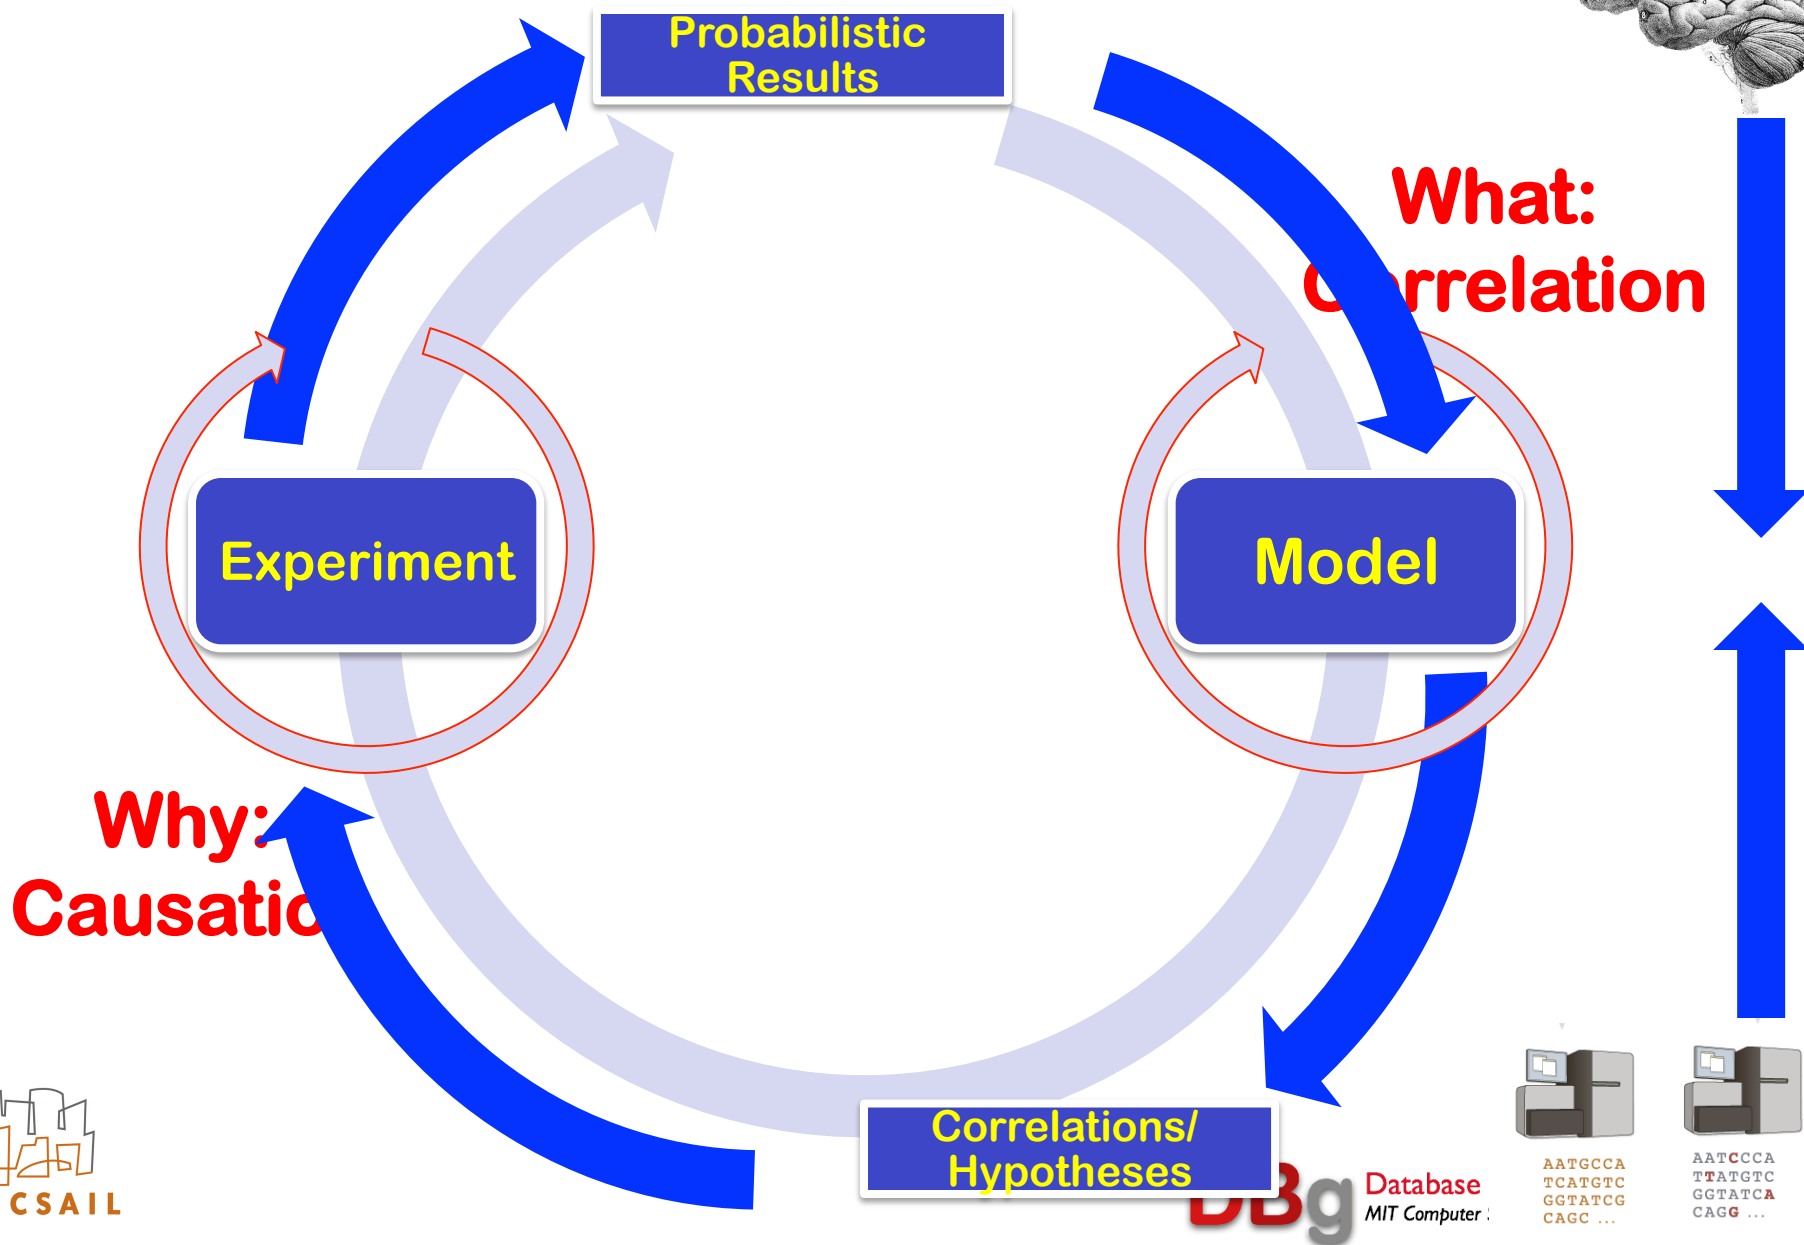 Probabilistic
Results
What:
Correlation
Experiment
Model
Why:
Causatio
Correlations/
Hypotheses
CSAIL
DBg
Database
MIT Computer
AATGCCA
TCATGTC
GGTATCG
CAGC ...
AATCCCA
TTATGTC
GGTATCA
CAGG ...